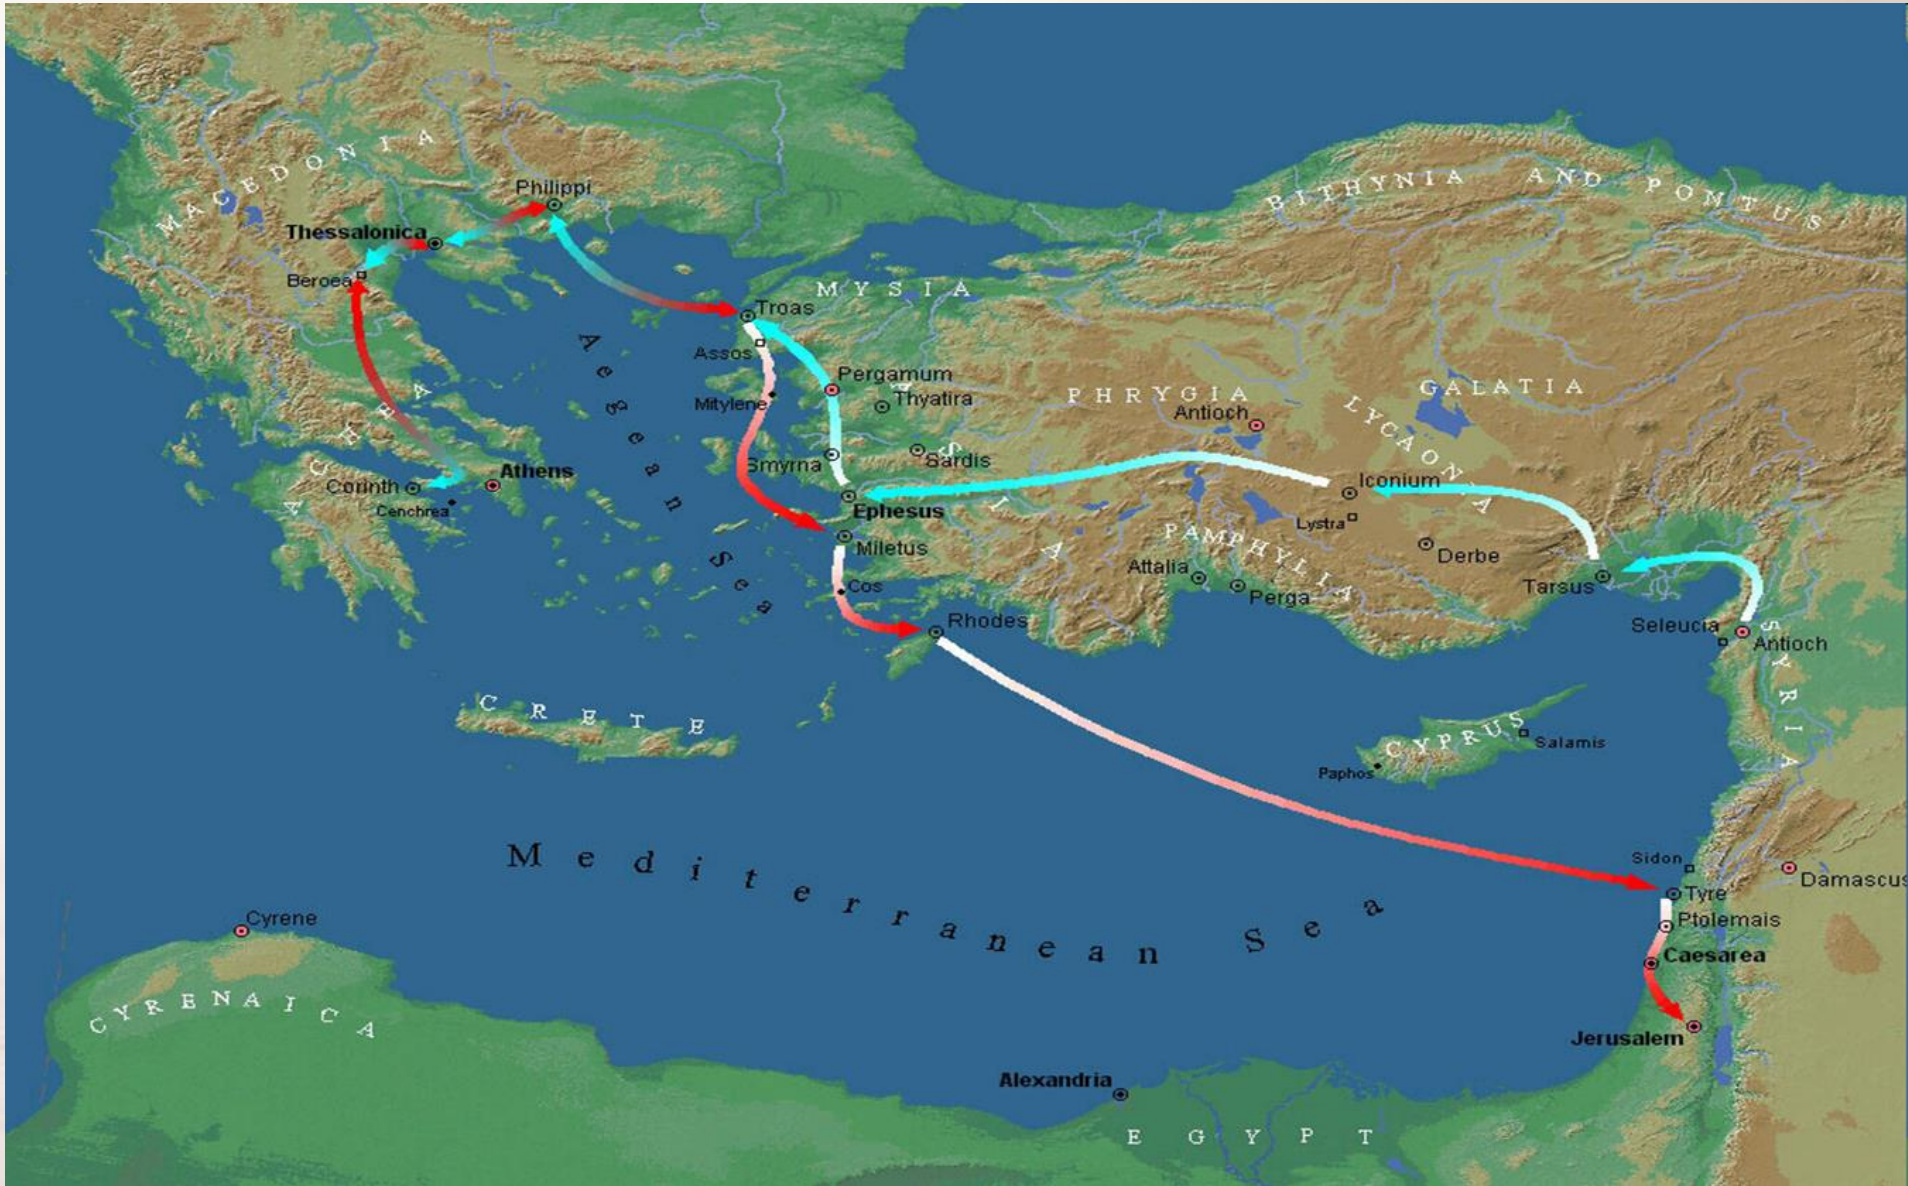 MACEDONIA
Philippi
Thessalonica
Beroea
BITHYNIA AND PONTUS
MYSIA
Troas
Assos
Aegean Sea
Mitylene
Pergamum
Thyatira
PHRYGIA
Antioch
GALATIA
LYCAONIA
ACHAEA
Smyrna
Sardis
ASIA
Athens
Corinth
Cenchrea
Ephesus
Iconium
Lystra
Miletus
PAMPHYLIA
Derbe
Attalia
Perga
Tarsus
Cos
Rhodes
Seleucia
Antioch
SYRIA
CRETE
CYPRUS
Salamis
Paphos
Mediterranean Sea
Sidon
Damascus
Tyre
Ptolemais
Cyrene
Caesarea
CYRENAICA
Jerusalem
Alexandria
EGYPT